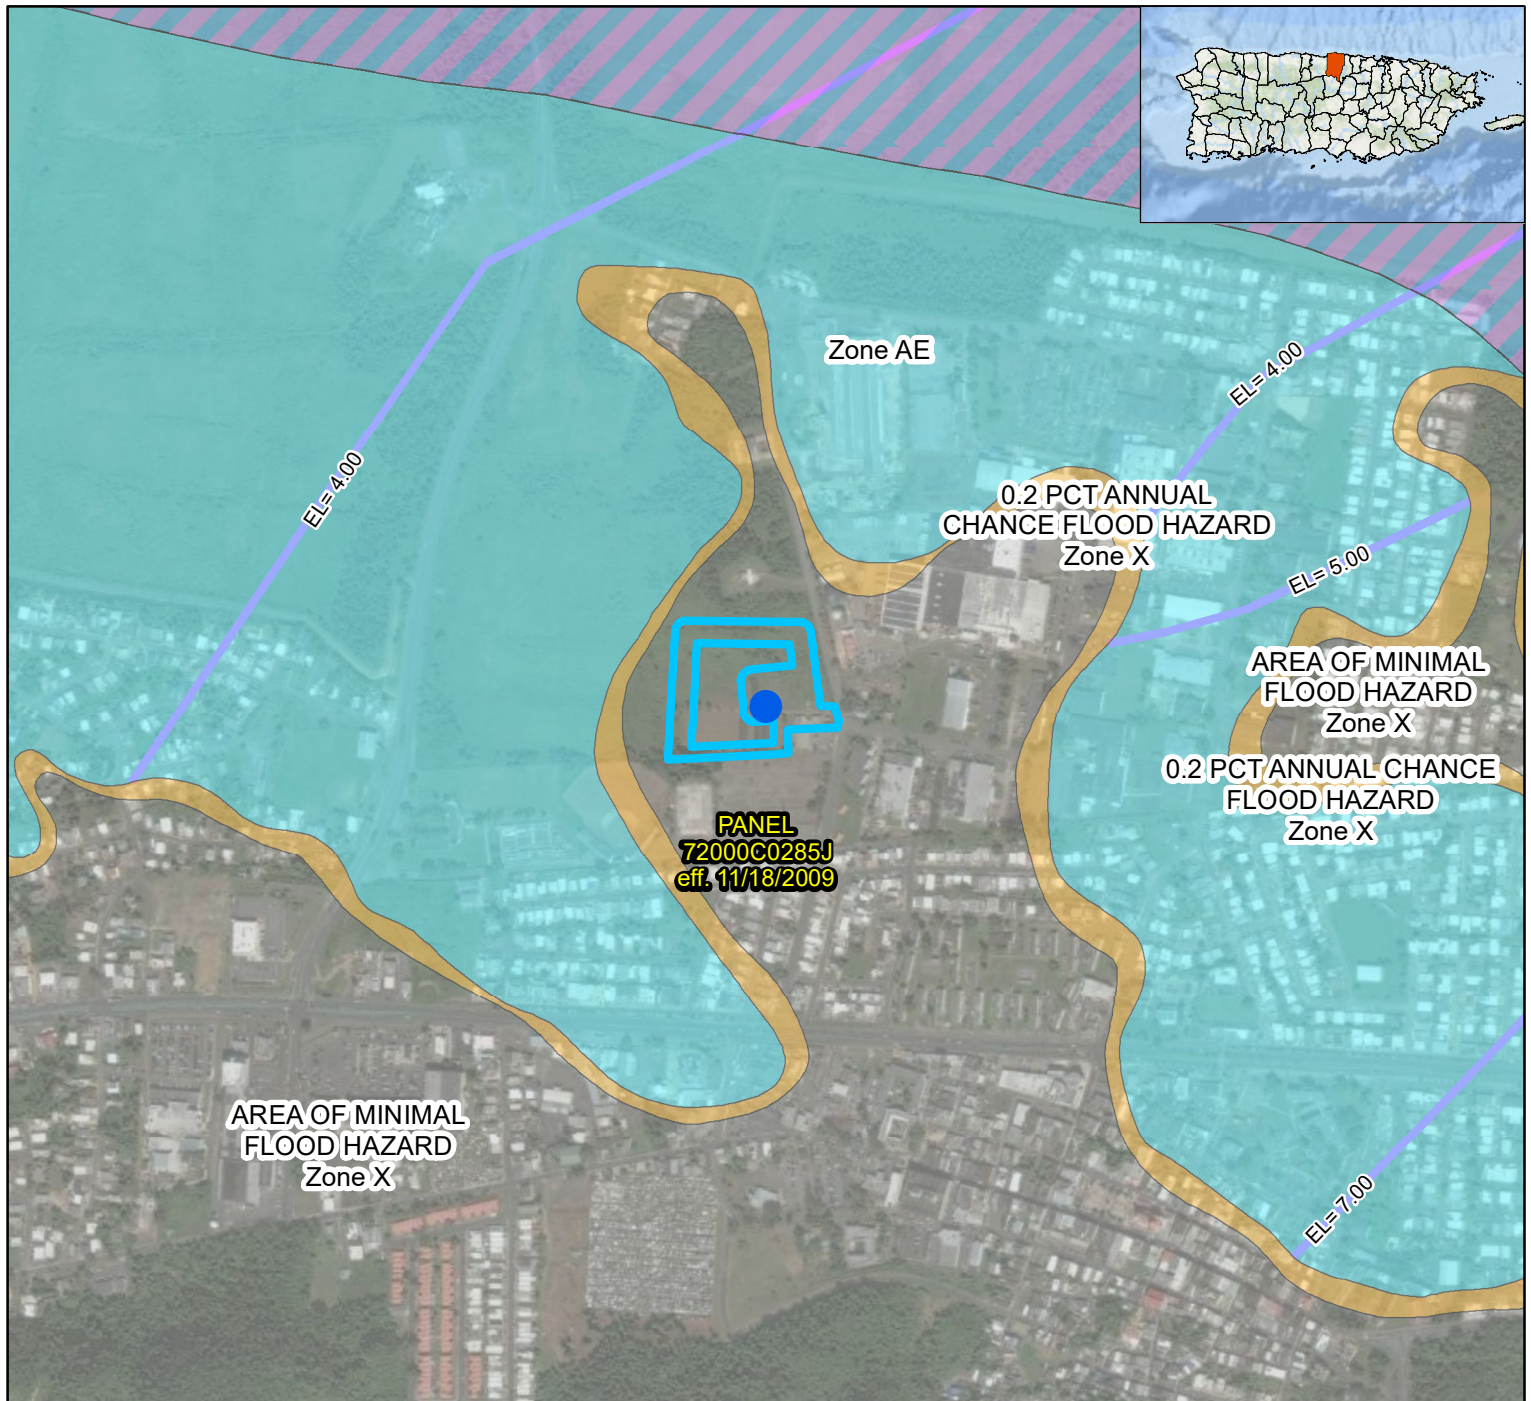 Zone AE
EL= 4.00
EL= 4.00
0.2 PCT ANNUAL
CHANCE FLOOD HAZARD
Zone X
EL= 5.00
AREA OF MINIMAL
FLOOD HAZARD
Zone X
0.2 PCT ANNUAL CHANCE
FLOOD HAZARD
Zone X
PANEL
72000C0285J
eff. 11/18/2009
AREA OF MINIMAL
FLOOD HAZARD
Zone X
EL= 7.00